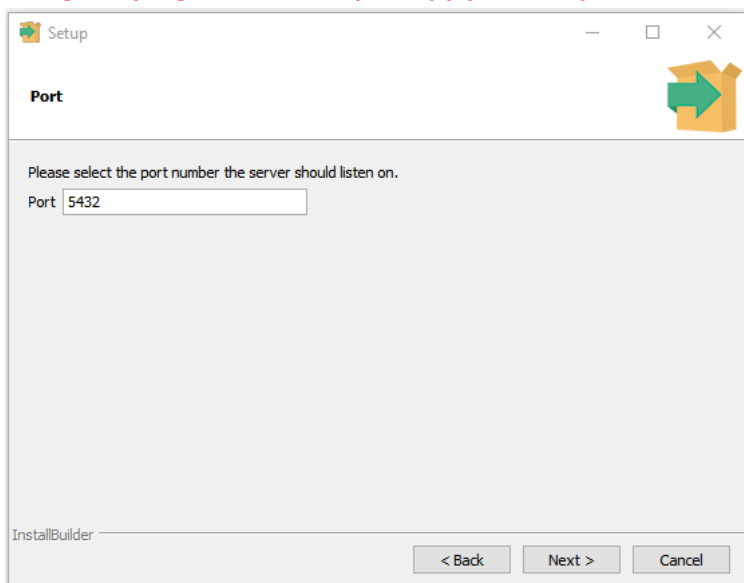 Setup
Port
Please select the port number the server should listen on.
Port 5432
InstallBuilder
< Back Next > Cancel